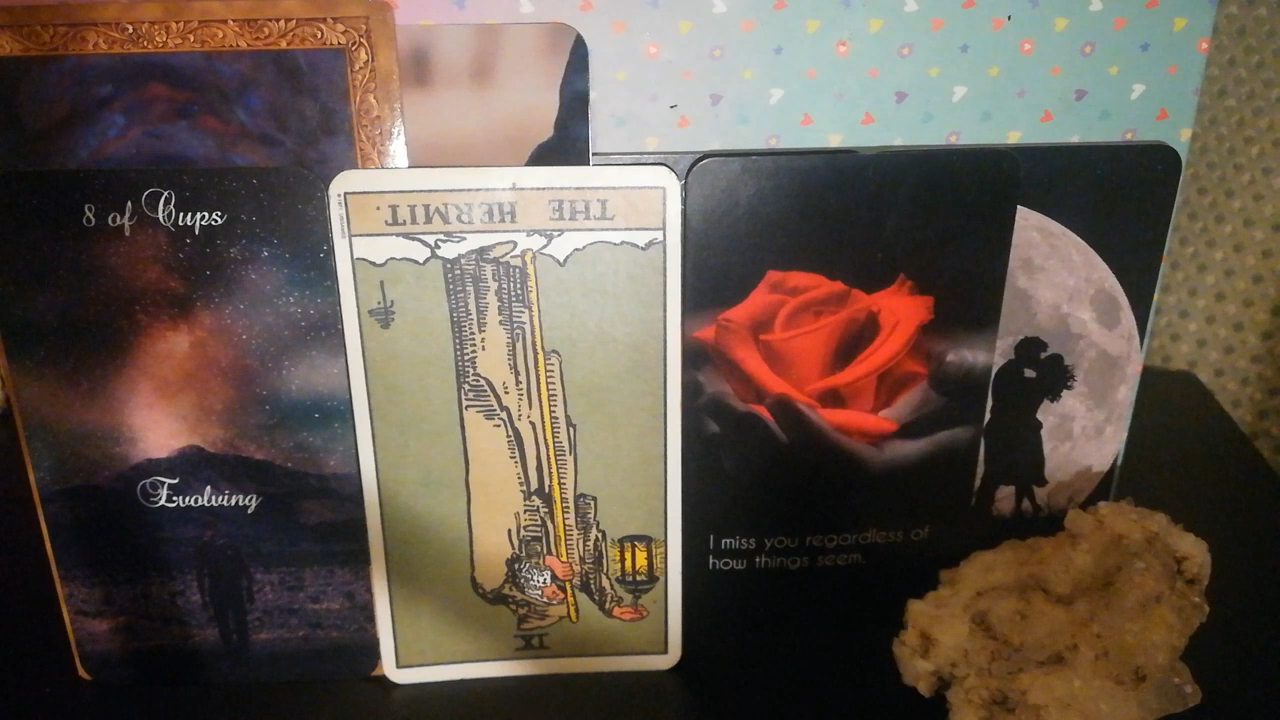 8 of Cups
Evolving
THE HERMIT.
IX
I miss you regardless of
how things seem.